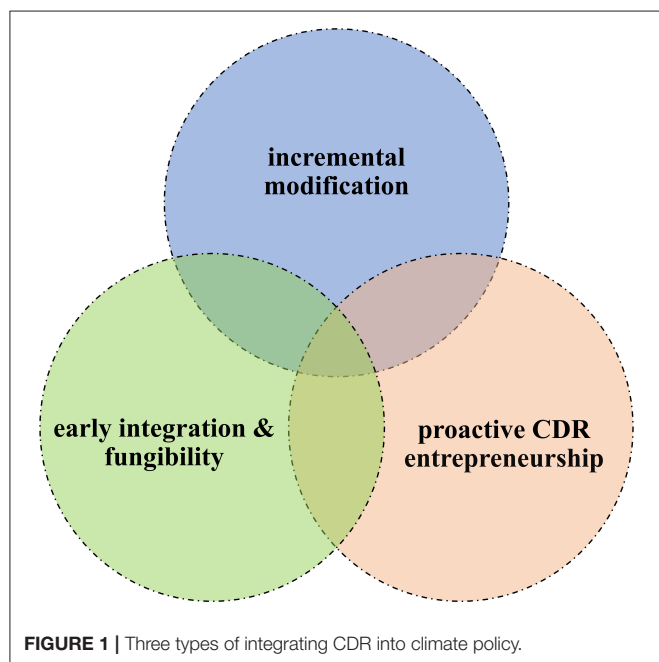 incremental
modification
early integration &
fungibility
proactive CDR
entrepreneurship
FIGURE 1 | Three types of integrating CDR into climate policy.